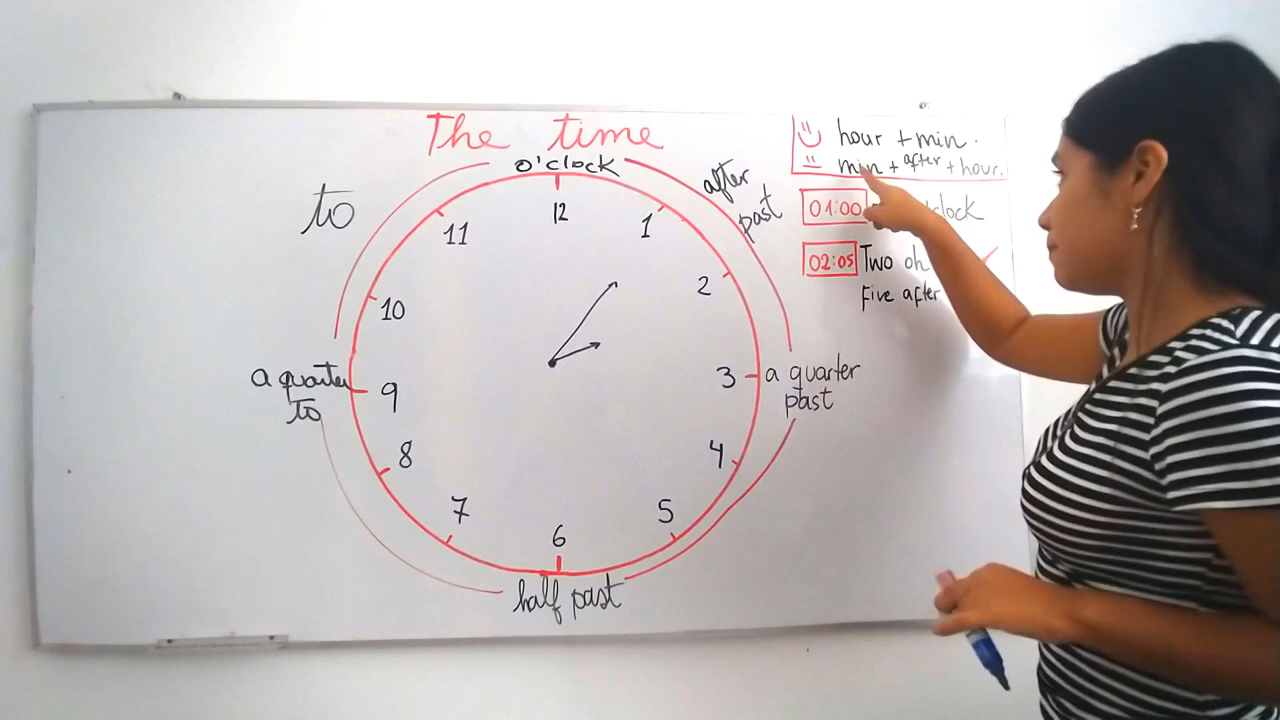 The time
o'clock
to
after
past
12
1
2
3
4
5
6
7
8
9
10
11
a quarter
past
half past
a quarter
to
hour + min.
min + after + hour.
01:00 clock
02:05 Two oh
Five after